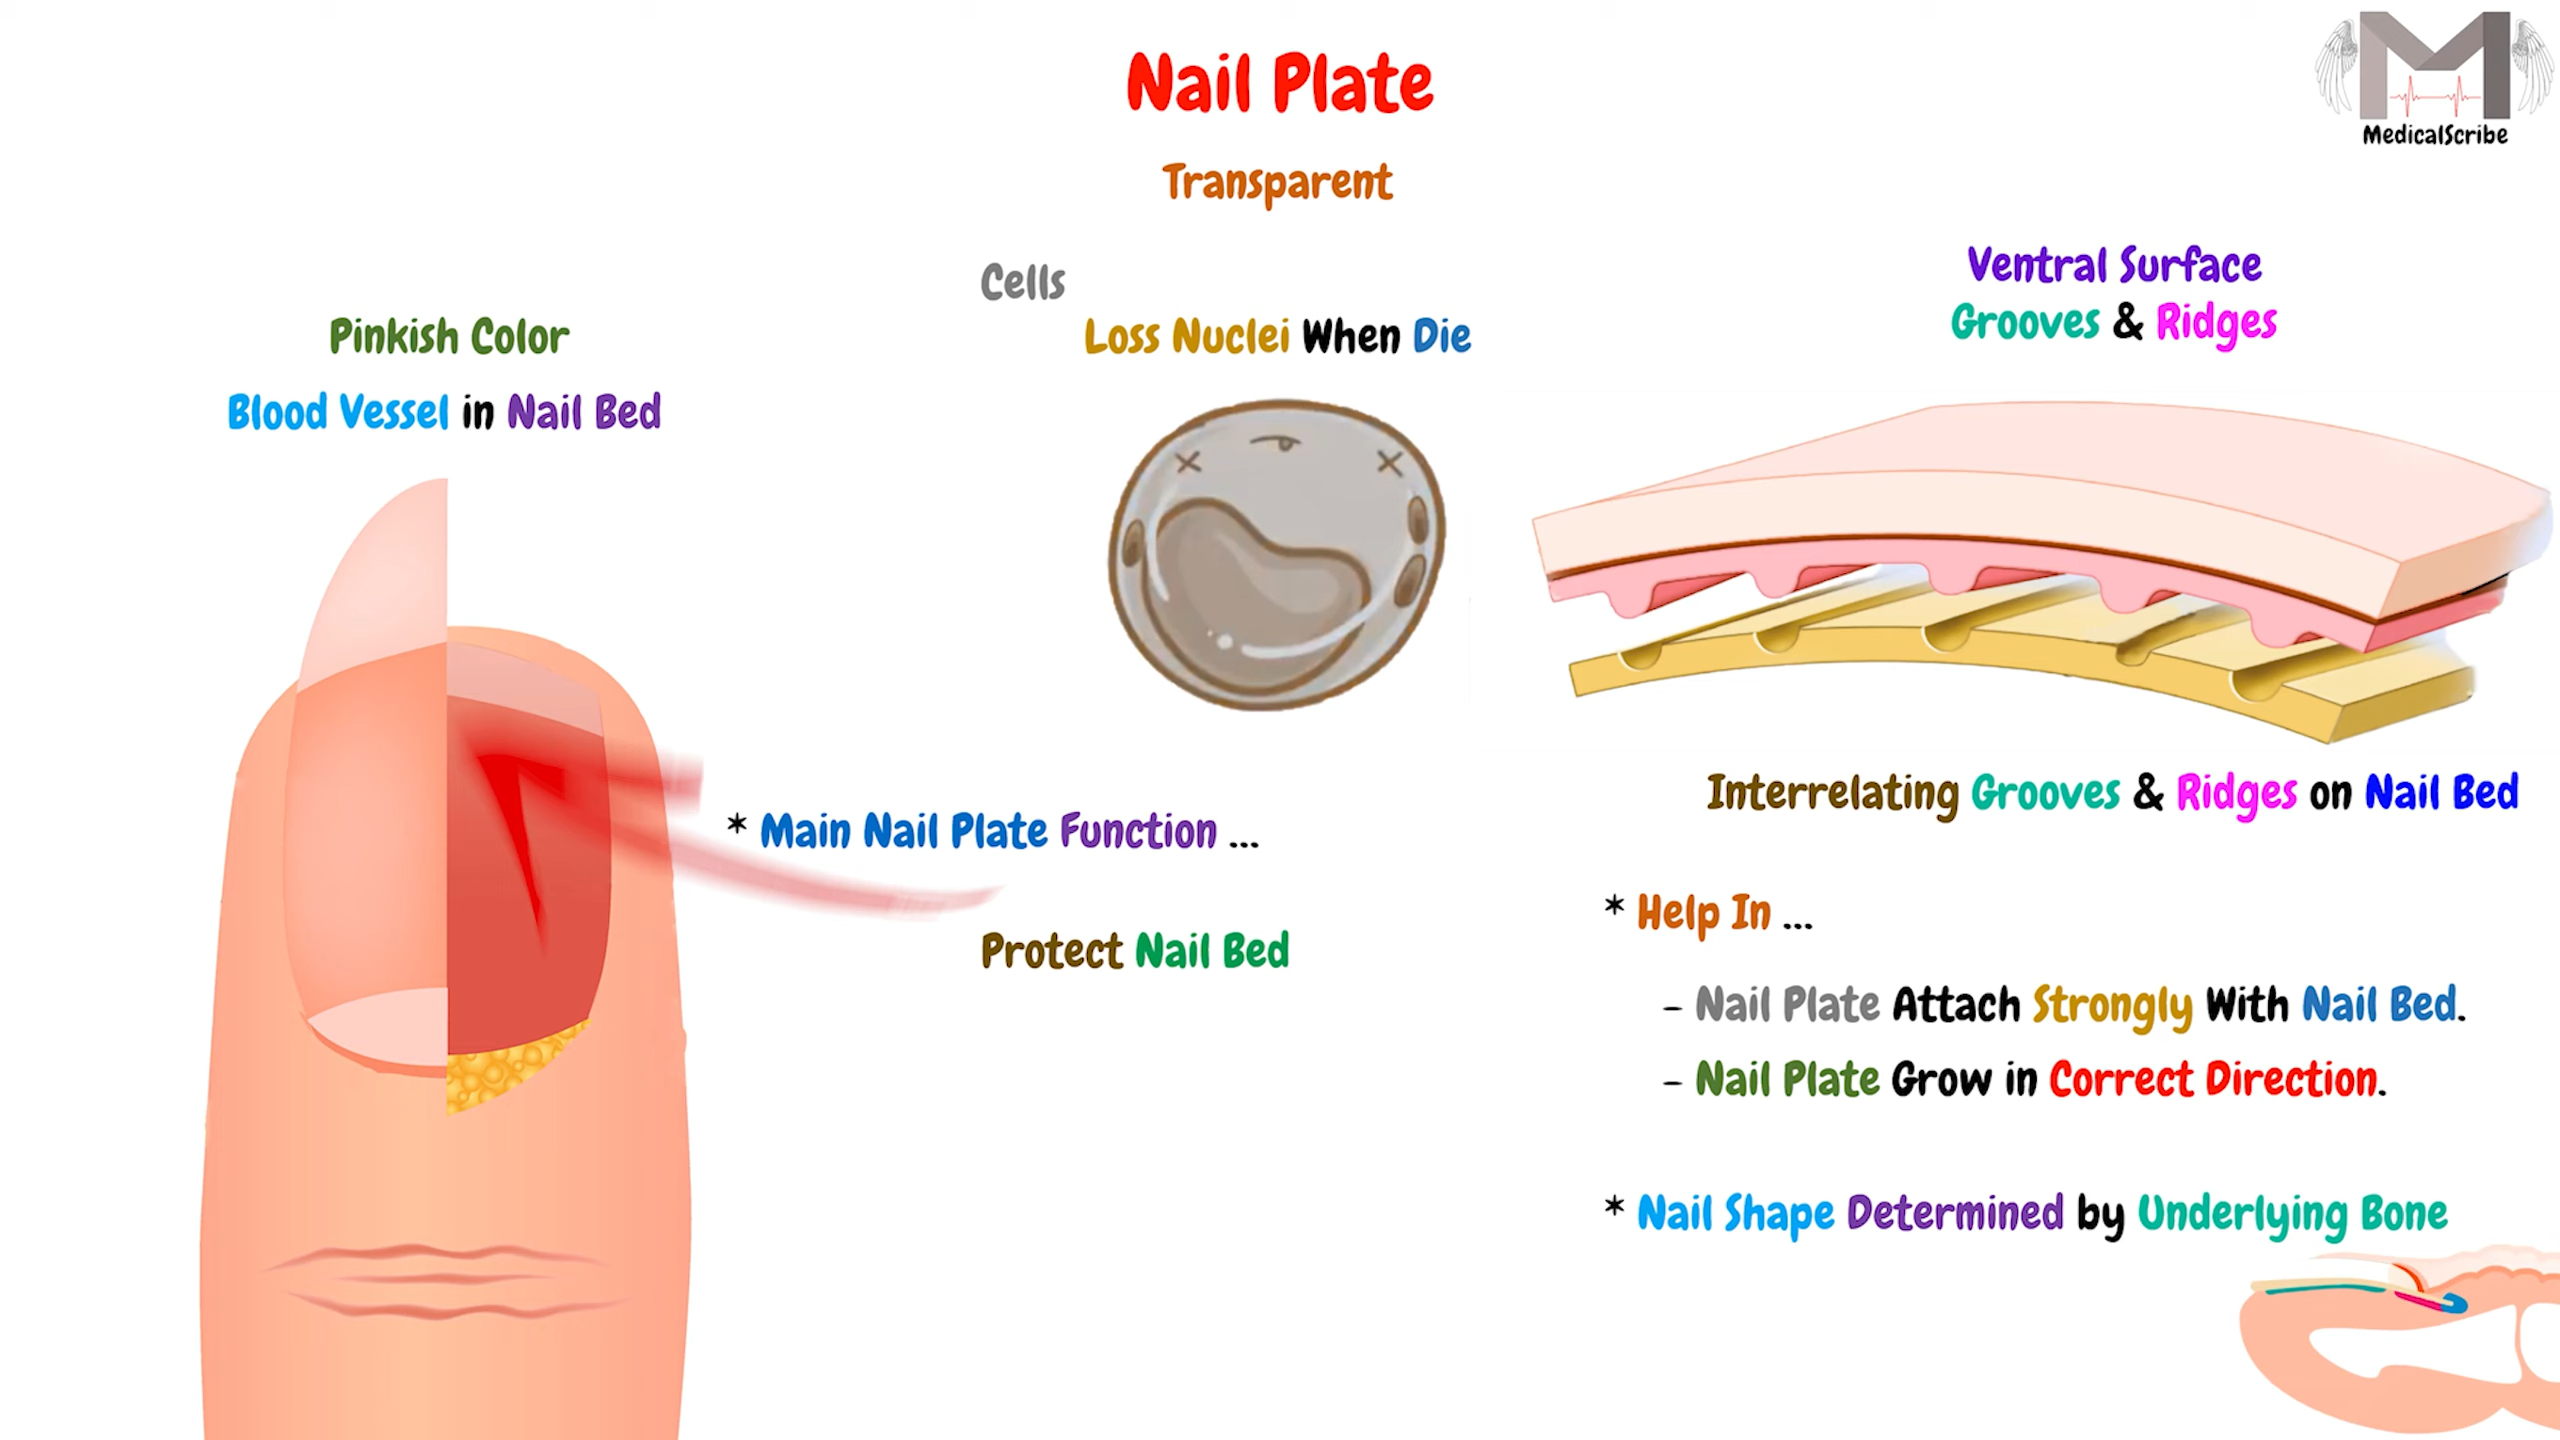 Nail Plate
MedicalScribe
Transparent
Pinkish Color
Blood Vessel in Nail Bed
Cells
Loss Nuclei When Die
Ventral Surface
Grooves & Ridges
* Main Nail Plate Function ...
Protect Nail Bed
Interrelating Grooves & Ridges on Nail Bed
* Help In ...
- Nail Plate Attach Strongly With Nail Bed.
- Nail Plate Grow in Correct Direction.
* Nail Shape Determined by Underlying Bone